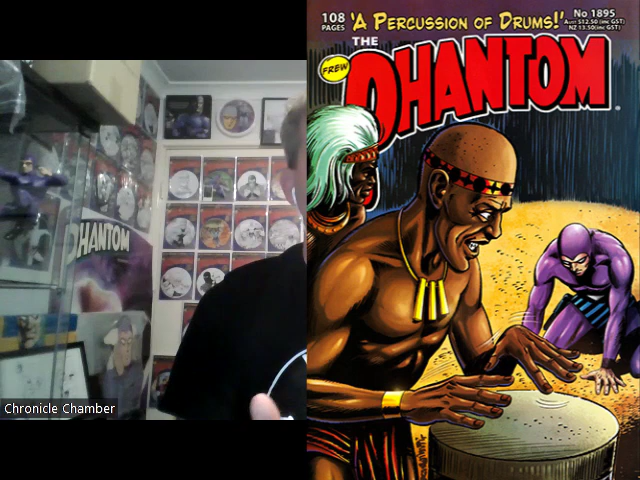 108
PAGES
'A PERCUSSION OF DRUMS!'
No 1895
AUST $12.50 (INC GST)
NZ 13.50 (INC GST)
THE
FREW
PHANTOM
PHANTOM
Chronicle Chamber